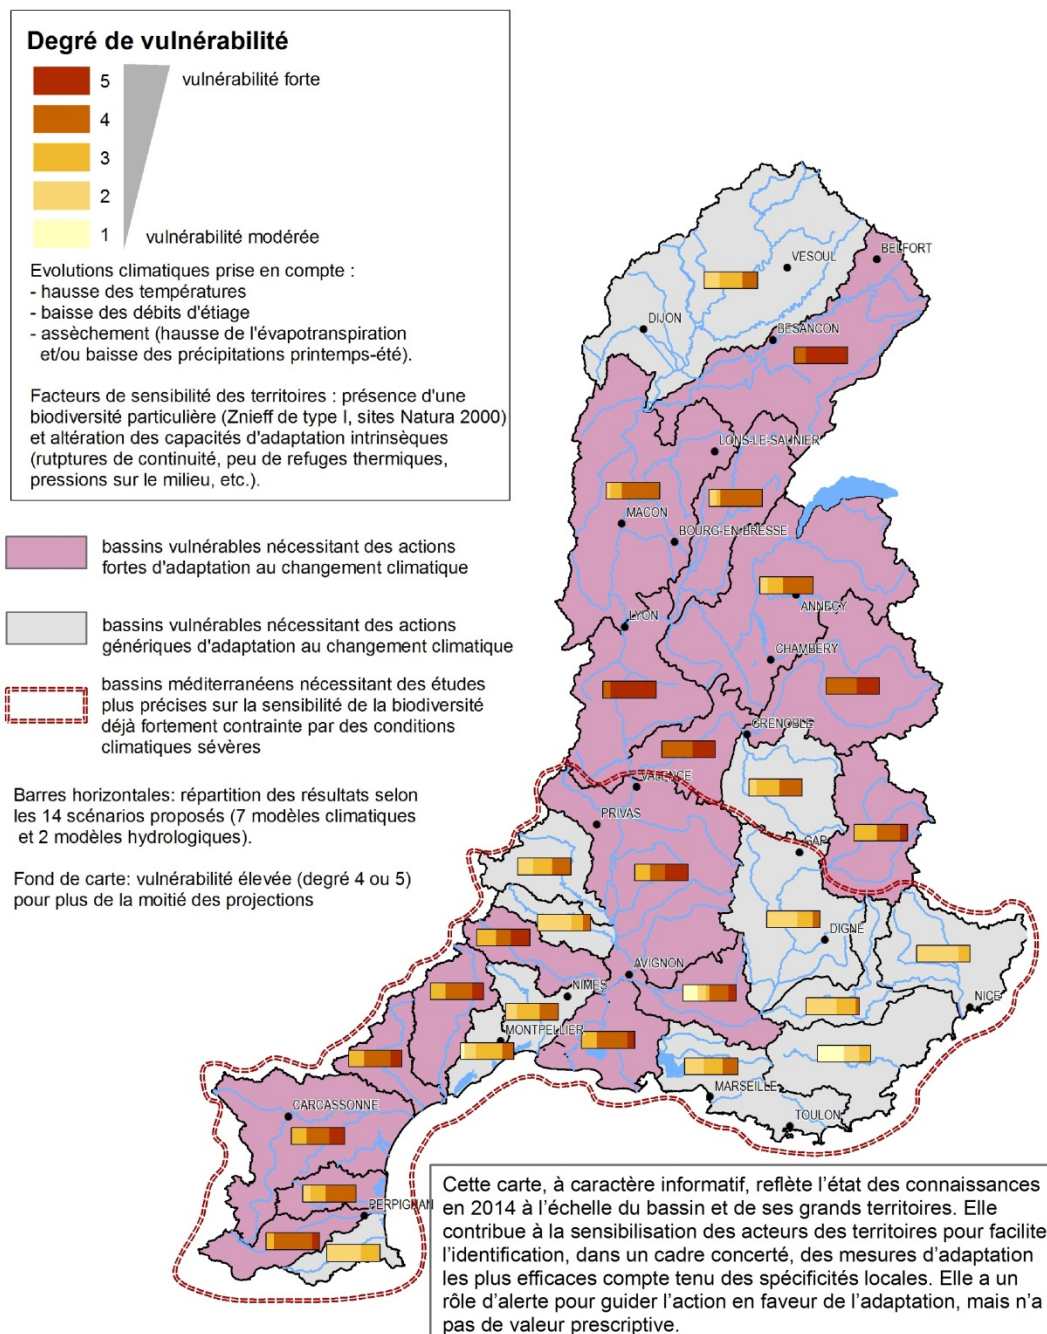 Degré de vulnérabilité
5
vulnérabilité forte
4
3
2
1
vulnérabilité modérée
Evolutions climatiques prise en compte :
- hausse des températures
- baisse des débits d'étiage
- assèchement (hausse de l'évapotranspiration
et/ou baisse des précipitations printemps-été).
Facteurs de sensibilité des territoires : présence d'une
biodiversité particulière (Znieff de type I, sites Natura 2000)
et altération des capacités d'adaptation intrinsèques
(rutptures de continuité, peu de refuges thermiques,
pressions sur le milieu, etc.).
bassins vulnérables nécessitant des actions
fortes d'adaptation au changement climatique
bassins vulnérables nécessitant des actions
génériques d'adaptation au changement climatique
bassins méditerranéens nécessitant des études
plus précises sur la sensibilité de la biodiversité
déjà fortement contrainte par des conditions
climatiques sévères
Barres horizontales: répartition des résultats selon
les 14 scénarios proposés (7 modèles climatiques
et 2 modèles hydrologiques).
Fond de carte: vulnérabilité élevée (degré 4 ou 5)
pour plus de la moitié des projections
BELFORT
VESOUL
DIJON
BESANCON
LONS-LE-SAUNIER
MACON
BOURG-EN-BRESSE
ANNECY
LYON
CHAMBERY
GRENOBLE
VALENCE
PRIVAS
GAP
DIGNE
AVIGNON
NIMES
NICE
MONTPELLIER
MARSEILLE
TOULON
CARCASSONNE
PERPIGNAN
Cette carte, à caractère informatif, reflète l'état des connaissances
en 2014 à l'échelle du bassin et de ses grands territoires. Elle
contribue à la sensibilisation des acteurs des territoires pour facilite
l'identification, dans un cadre concerté, des mesures d'adaptation
les plus efficaces compte tenu des spécificités locales. Elle a un
rôle d'alerte pour guider l'action en faveur de l'adaptation, mais n'a
pas de valeur prescriptive.